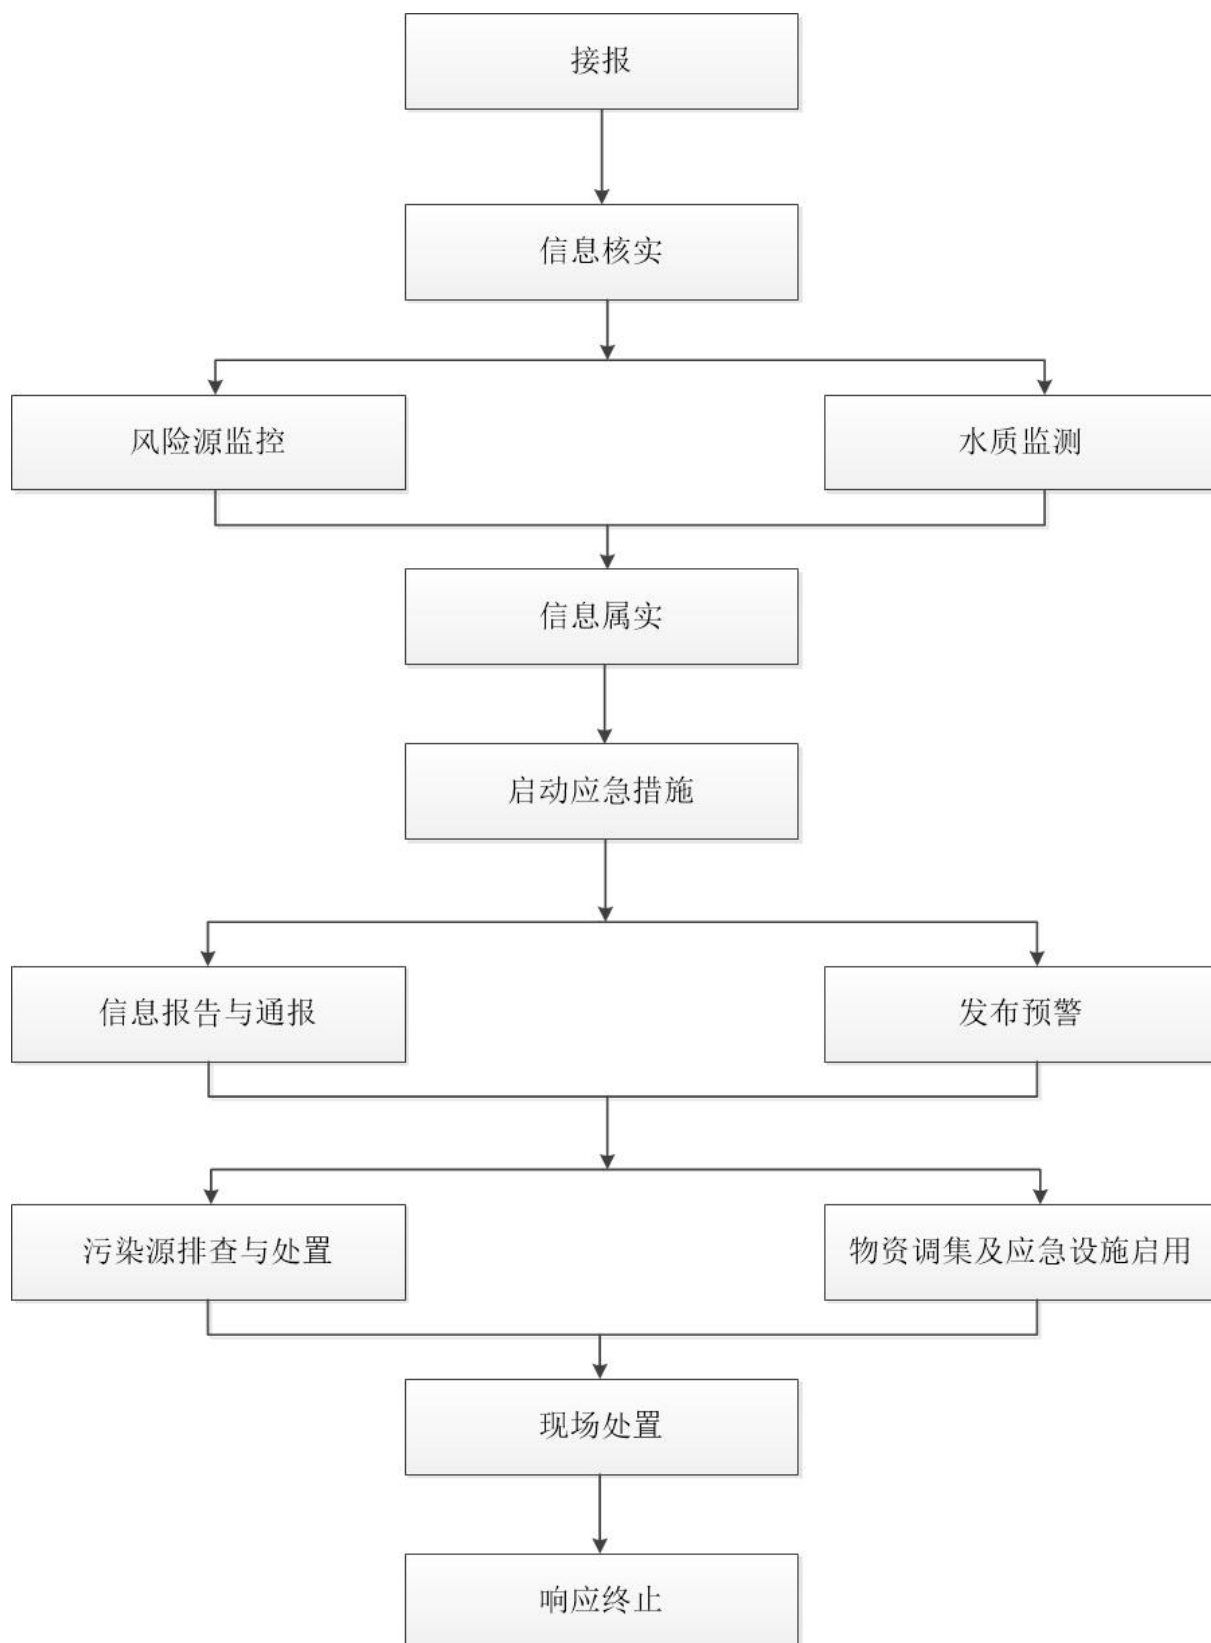 接报
信息核实
风险源监控
水质监测
信息属实
启动应急措施
信息报告与通报
发布预警
污染源排查与处置
物资调集及应急设施启用
现场处置
响应终止